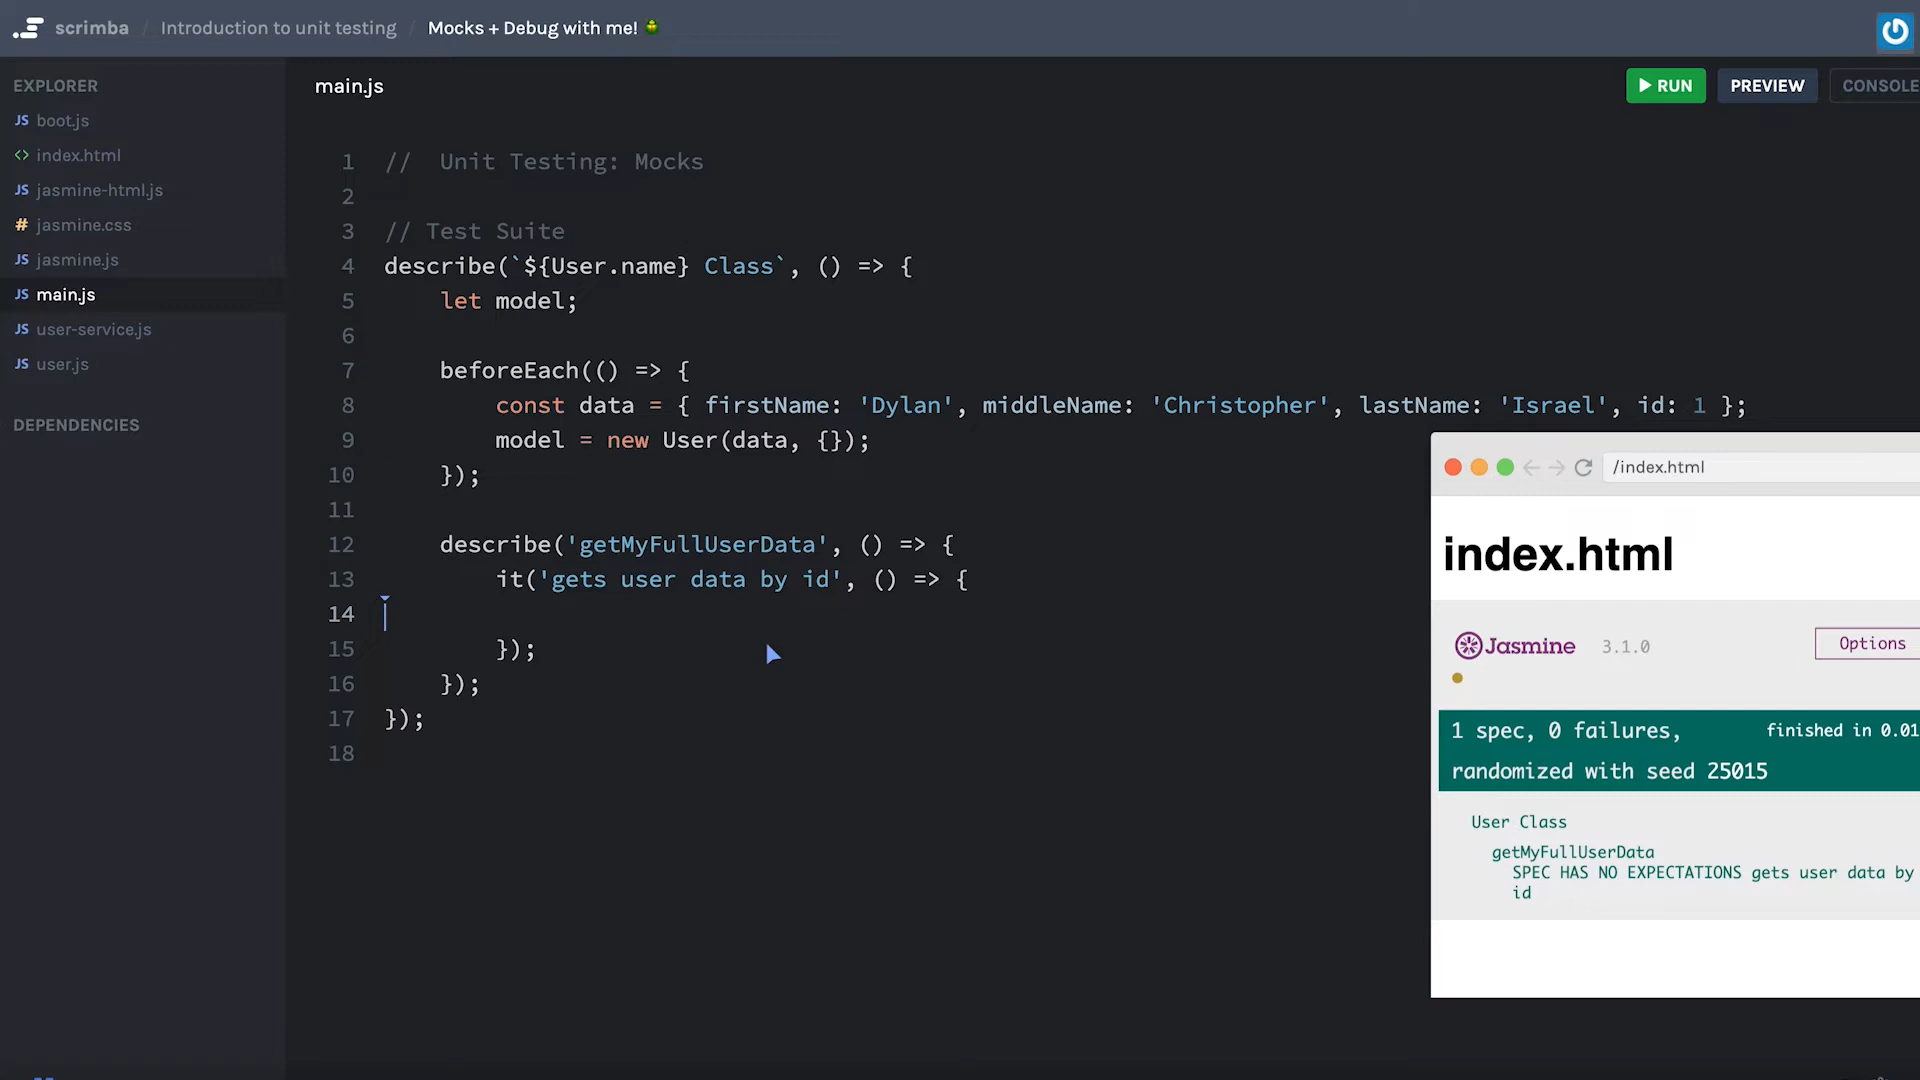 scrimba / Introduction to unit testing / Mocks + Debug with me!
EXPLORER
JS boot.js
<> index.html
JS jasmine-html.js
# jasmine.css
JS jasmine.js
JS main.js
JS user-service.js
JS user.js
DEPENDENCIES
main.js
RUN PREVIEW CONSOLE
1 //  Unit Testing: Mocks
2
3 // Test Suite
4 describe(`${User.name} Class`, () => {
5     let model;
6
7     beforeEach(() => {
8         const data = { firstName: 'Dylan', middleName: 'Christopher', lastName: 'Israel', id: 1 };
9         model = new User(data, {});
10     });
11
12     describe('getMyFullUserData', () => {
13         it('gets user data by id', () => {
14
15         });
16     });
17 });
18
/index.html
index.html
Jasmine 3.1.0 Options
1 spec, 0 failures, finished in 0.01
randomized with seed 25015
User Class
getMyFullUserData
SPEC HAS NO EXPECTATIONS gets user data by
id